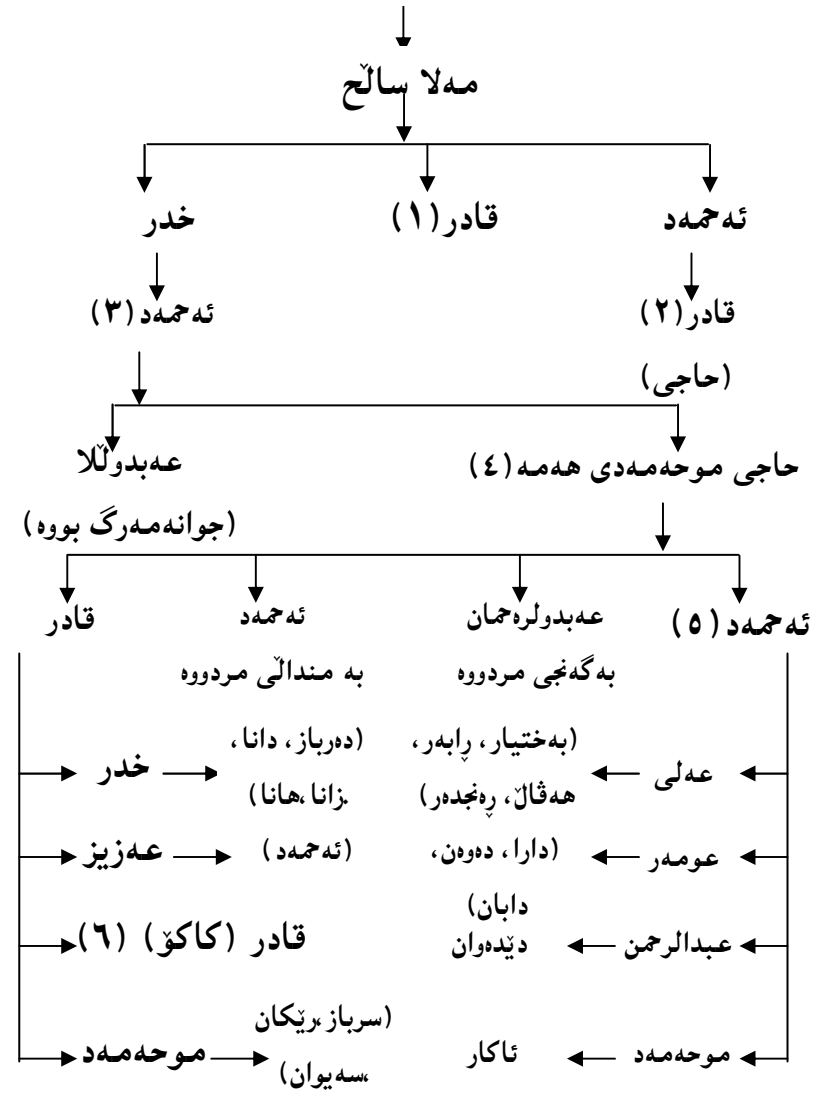 مەلا ساڵح
ئەحمەد قادر(١) خدر
قادر(٢) ئەحمەد(٣)
(حاجی)
حاجی موحەمەدی هەمە(٤) عەبدوڵلا
(جوانەمەرگ بووە)
ئەحمەد(٥) عەبدولرەحمان ئەحمەد قادر
بەگەنجی مردووە بە منداڵی مردووە
عەلی (بەختیار، ڕابەر، (دەرباز، دانا، خدر
هەڤاڵ، ڕەنجدەر) زانا،هانا)
عومەر (دارا، دەوەن، (ئەحمەد) عەزیز
دابان)
عبدالرحمن دێدەوان قادر (کاکۆ) (٦)
موحەمەد ئاکار (سرباز،رێکان موحەمەد
،سەیوان)